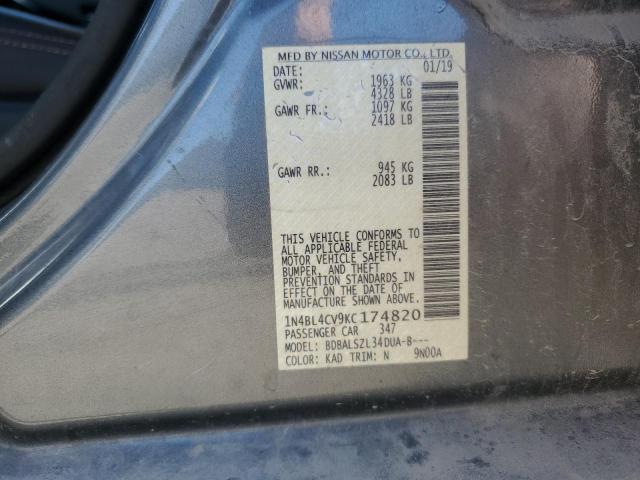 MFD BY NISSAN MOTOR CO., LTD.
DATE: 01/19
GVWR: 1963 KG
4328 LB
GAWR FR.: 1097 KG
2418 LB
GAWR RR.: 945 KG
2083 LB
THIS VEHICLE CONFORMS TO
ALL APPLICABLE FEDERAL
MOTOR VEHICLE SAFETY,
BUMPER, AND THEFT
PREVENTION STANDARDS IN
EFFECT ON THE DATE OF
MANUFACTURE SHOWN ABOVE.
1N4BL4CV9KC174820
PASSENGER CAR 347
MODEL: BDBALSZL34DUA-B---
COLOR: KAD TRIM: N 9N00A